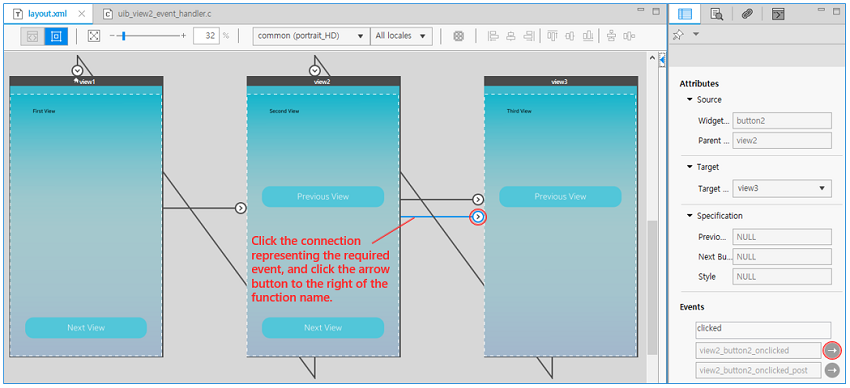 layout.xml
uib_view2_event_handler.c
32 %
common (portrait_HD)
All locales
view1
view2
view3
First View
Second View
Third View
Previous View
Previous View
Click the connection
representing the required
event, and click the arrow
button to the right of the
function name.
Next View
Next View
Attributes
Source
Widget ...
button2
Parent ...
view2
Target
Target ...
view3
Specification
Previo...
NULL
Next Bu...
NULL
Style
NULL
Events
clicked
view2_button2_onclicked
view2_button2_onclicked_post